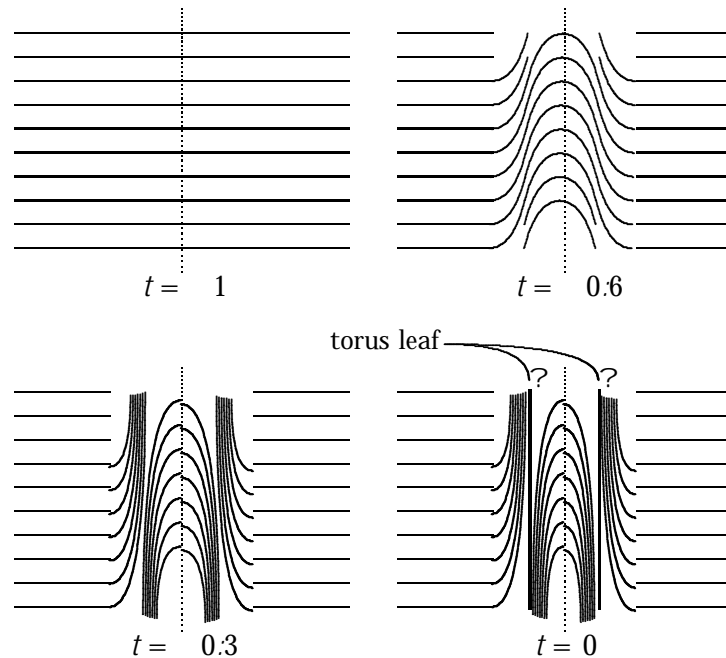 t = 1
t = 0:6
torus leaf
? ?
t = 0:3
t = 0